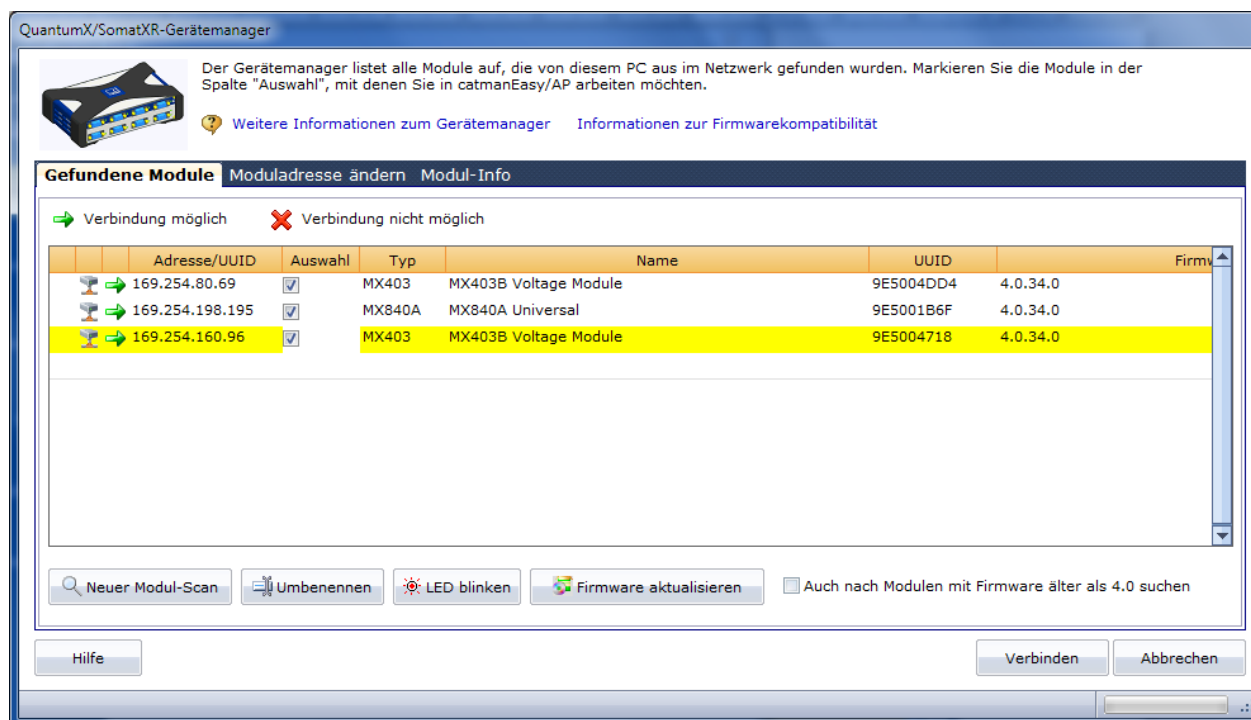 QuantumX/SomatXR-Gerätemanager
Der Gerätemanager listet alle Module auf, die von diesem PC aus im Netzwerk gefunden wurden. Markieren Sie die Module in der
Spalte "Auswahl", mit denen Sie in catmanEasy/AP arbeiten möchten.
Weitere Informationen zum Gerätemanager Informationen zur Firmwarekompatibilität
Gefundene Module Moduladresse ändern Modul-Info
Verbindung möglich Verbindung nicht möglich
Adresse/UUID Auswahl Typ Name UUID Firmw
169.254.80.69 MX403 MX403B Voltage Module 9E5004DD4 4.0.34.0
169.254.198.195 MX840A MX840A Universal 9E5001B6F 4.0.34.0
169.254.160.96 MX403 MX403B Voltage Module 9E5004718 4.0.34.0
Neuer Modul-Scan Umbenennen LED blinken Firmware aktualisieren Auch nach Modulen mit Firmware älter als 4.0 suchen
Hilfe Verbinden Abbrechen